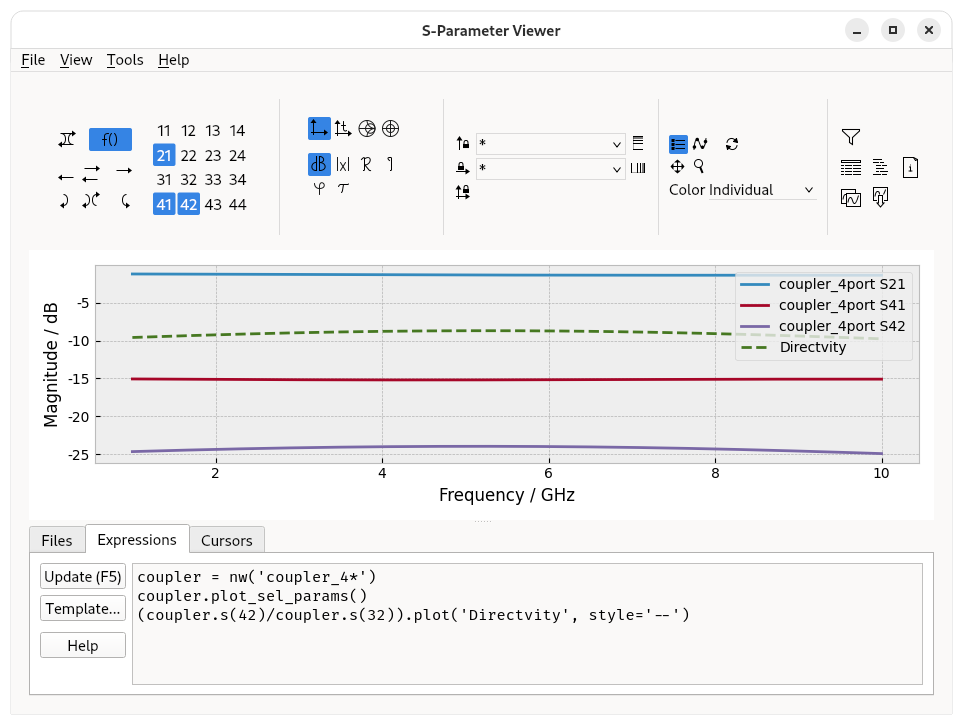 S-Parameter Viewer
File View Tools Help
f()
11 12 13 14
21 22 23 24
31 32 33 34
41 42 43 44
dB |x| R
φ τ
*
*
Color Individual
coupler_4port S21
coupler_4port S41
coupler_4port S42
Directvity
Magnitude / dB
-5
-10
-15
-20
-25
2 4 6 8 10
Frequency / GHz
Files Expressions Cursors
Update (F5)
Template...
Help
coupler = nw('coupler_4*')
coupler.plot_sel_params()
(coupler.s(42)/coupler.s(32)).plot('Directvity', style='--')